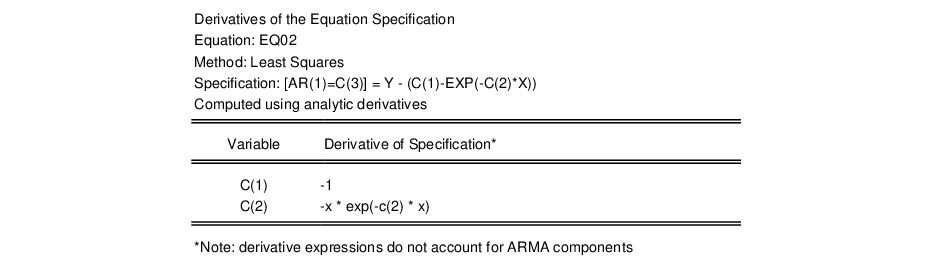 Derivatives of the Equation Specification
Equation: EQ02
Method: Least Squares
Specification: [AR(1)=C(3)] = Y - (C(1)-EXP(-C(2)*X))
Computed using analytic derivatives
Variable Derivative of Specification*
C(1) -1
C(2) -x * exp(-c(2) * x)
*Note: derivative expressions do not account for ARMA components